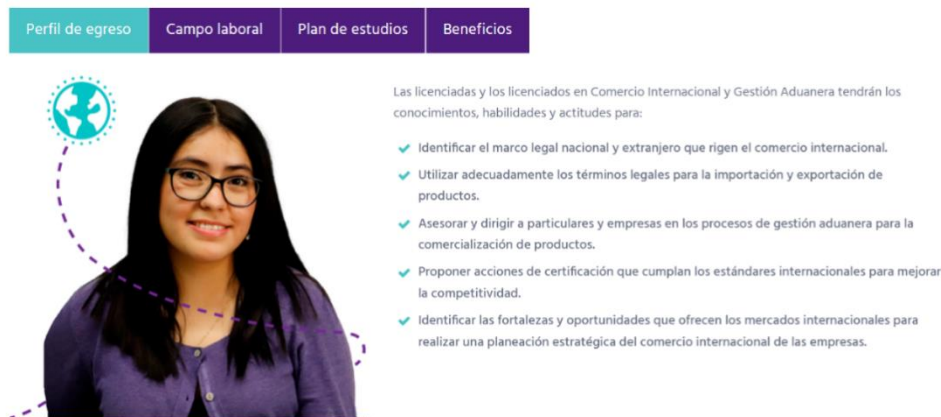 Perfil de egreso
Campo laboral
Plan de estudios
Beneficios
Las licenciadas y los licenciados en Comercio Internacional y Gestión Aduanera tendrán los
conocimientos, habilidades y actitudes para:
Identificar el marco legal nacional y extranjero que rigen el comercio internacional.
Utilizar adecuadamente los términos legales para la importación y exportación de
productos.
Asesorar y dirigir a particulares y empresas en los procesos de gestión aduanera para la
comercialización de productos.
Proponer acciones de certificación que cumplan los estándares internacionales para mejorar
la competitividad.
Identificar las fortalezas y oportunidades que ofrecen los mercados internacionales para
realizar una planeación estratégica del comercio internacional de las empresas.